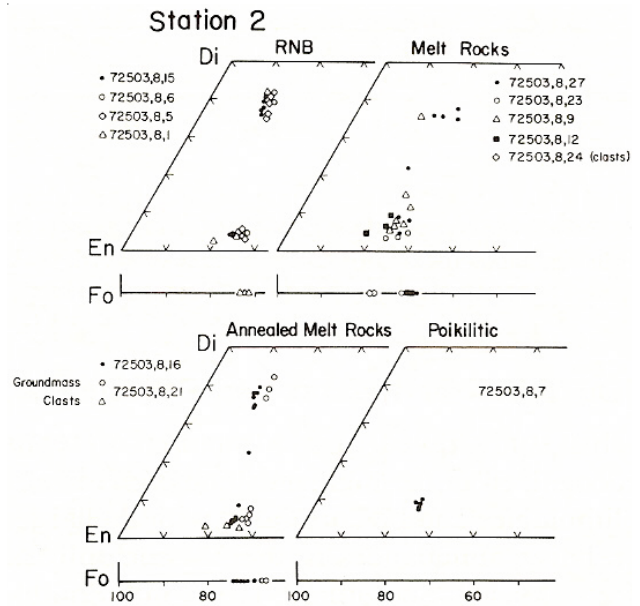 Station 2
RNB
Melt Rocks
Di
• 72503,8,15
○ 72503,8,6
◇ 72503,8,5
△ 72503,8,1
• 72503,8,27
○ 72503,8,23
△ 72503,8,9
■ 72503,8,12
◇ 72503,8,24 (clasts)
En
Fo
Di
Annealed Melt Rocks
Poikilitic
• 72503,8,16
Groundmass ○
72503,8,21
Clasts △
72503,8,7
En
Fo
100 80 100 80 60